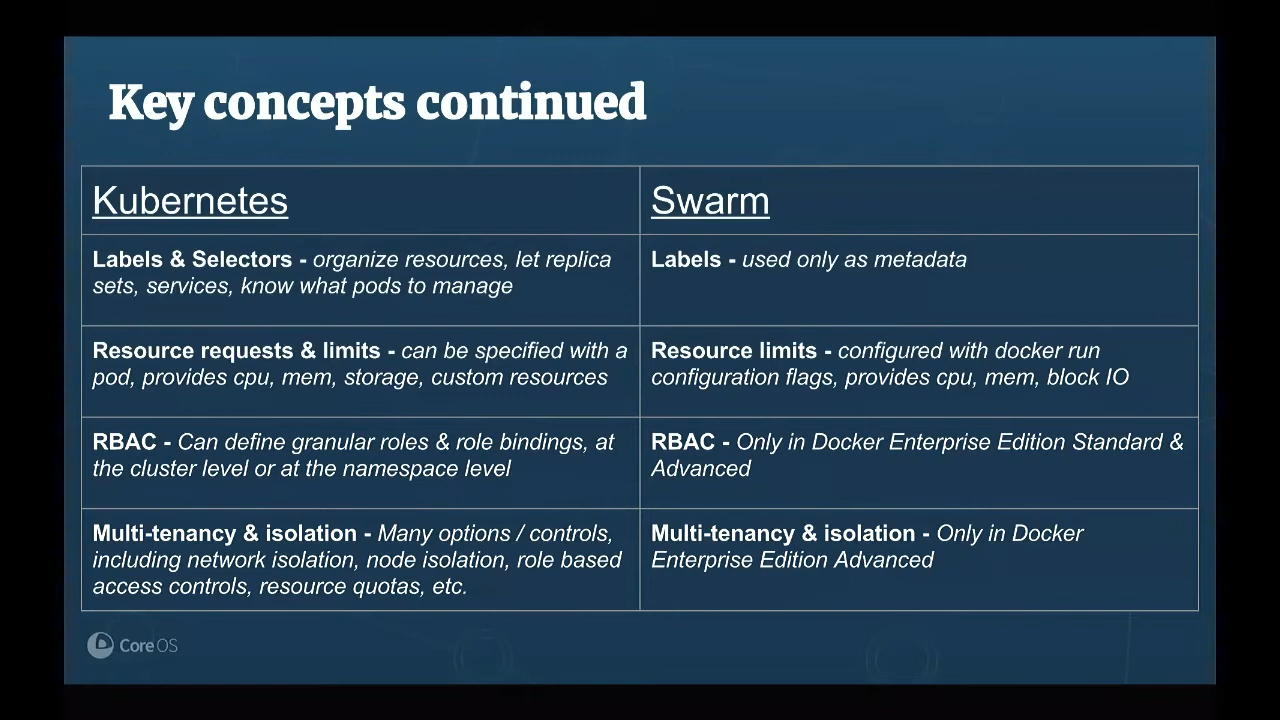 Key concepts continued
Kubernetes
Swarm
Labels & Selectors - organize resources, let replica
sets, services, know what pods to manage
Labels - used only as metadata
Resource requests & limits - can be specified with a
pod, provides cpu, mem, storage, custom resources
Resource limits - configured with docker run
configuration flags, provides cpu, mem, block IO
RBAC - Can define granular roles & role bindings, at
the cluster level or at the namespace level
RBAC - Only in Docker Enterprise Edition Standard &
Advanced
Multi-tenancy & isolation - Many options / controls,
including network isolation, node isolation, role based
access controls, resource quotas, etc.
Multi-tenancy & isolation - Only in Docker
Enterprise Edition Advanced
CoreOS